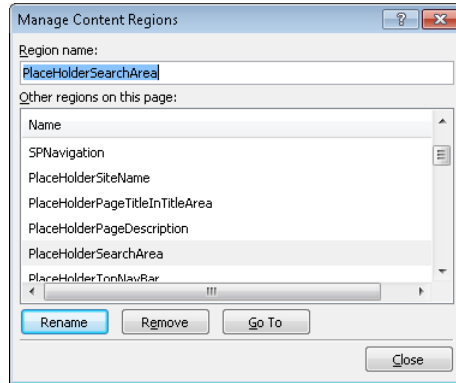 Manage Content Regions
Region name:
PlaceHolderSearchArea
Other regions on this page:
Name
SPNavigation
PlaceHolderSiteName
PlaceHolderPageTitleInTitleArea
PlaceHolderPageDescription
PlaceHolderSearchArea
PlaceHolderTopNavBar
Rename Remove Go To
Close